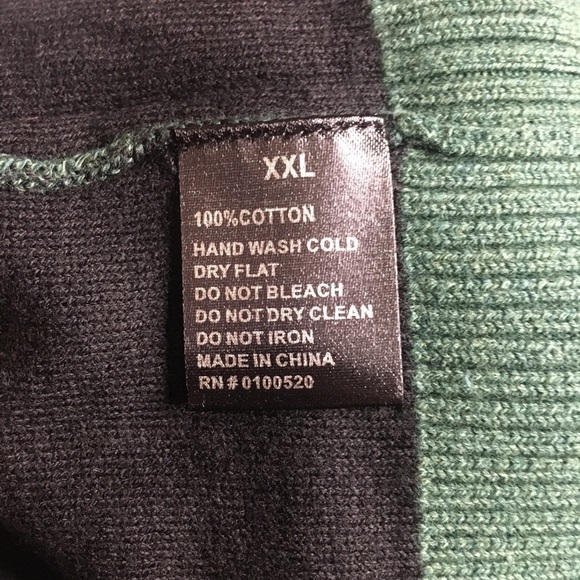 XXL
100%COTTON
HAND WASH COLD
DRY FLAT
DO NOT BLEACH
DO NOT DRY CLEAN
DO NOT IRON
MADE IN CHINA
RN # 0100520